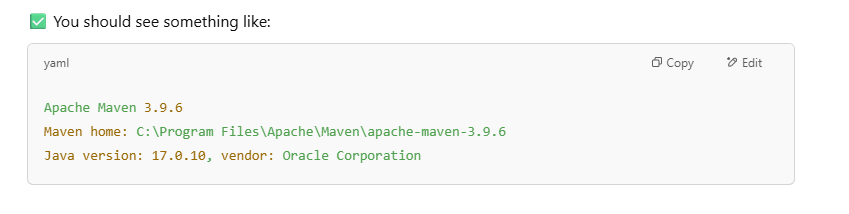 ✅ You should see something like:
yaml
Copy
Edit
Apache Maven 3.9.6
Maven home: C:\Program Files\Apache\Maven\apache-maven-3.9.6
Java version: 17.0.10, vendor: Oracle Corporation